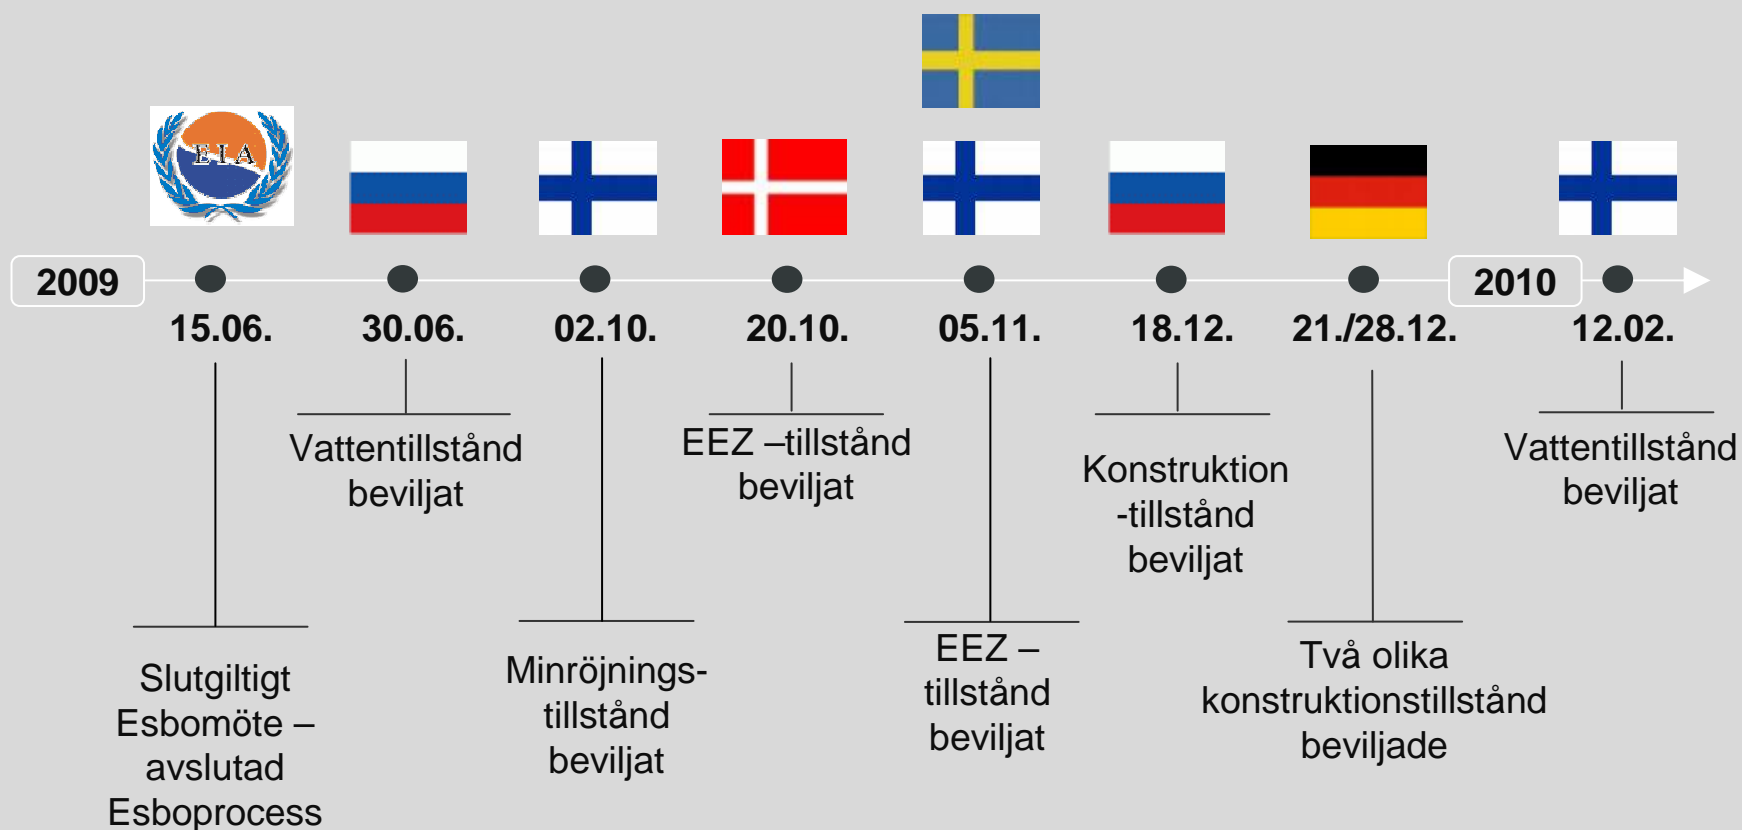 EIA
2009
2010
15.06.
30.06.
02.10.
20.10.
05.11.
18.12.
21./28.12.
12.02.
Slutgiltigt
Esbomöte –
avslutad
Esboprocess
Vattentillstånd
beviljat
Minröjnings-
tillstånd
beviljat
EEZ –tillstånd
beviljat
EEZ –
tillstånd
beviljat
Konstruktion
-tillstånd
beviljat
Två olika
konstruktionstillstånd
beviljade
Vattentillstånd
beviljat